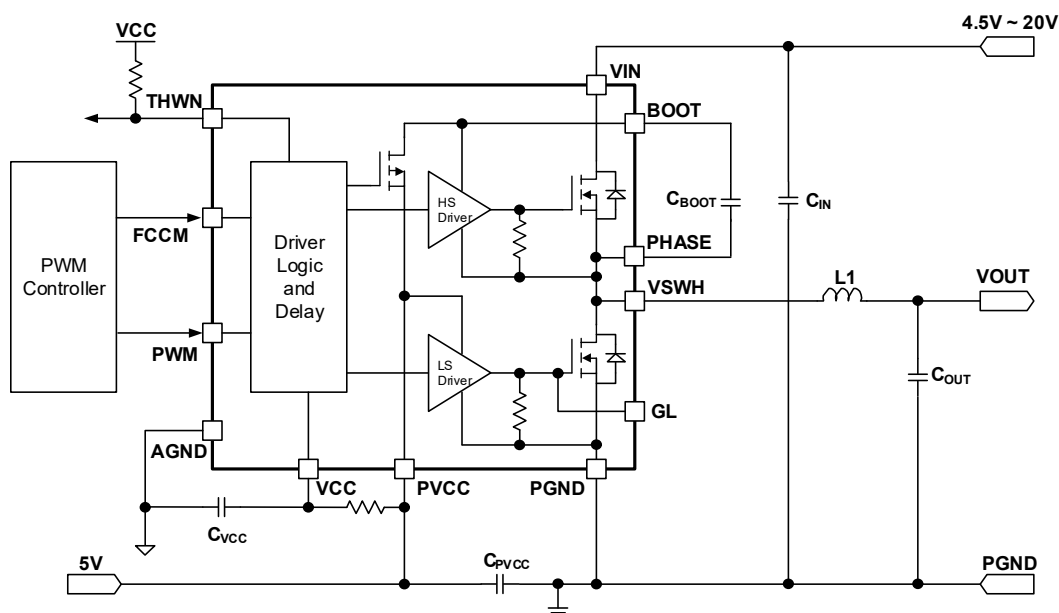 4.5V ~ 20V
VCC
VIN
THWN
BOOT
HS
Driver
CBOOT
CIN
FCCM
PWM
Controller
Driver
Logic
and
Delay
PHASE
VSWH
L1
VOUT
PWM
LS
Driver
COUT
GL
AGND
VCC
PVCC
PGND
CVCC
5V
CPVCC
PGND